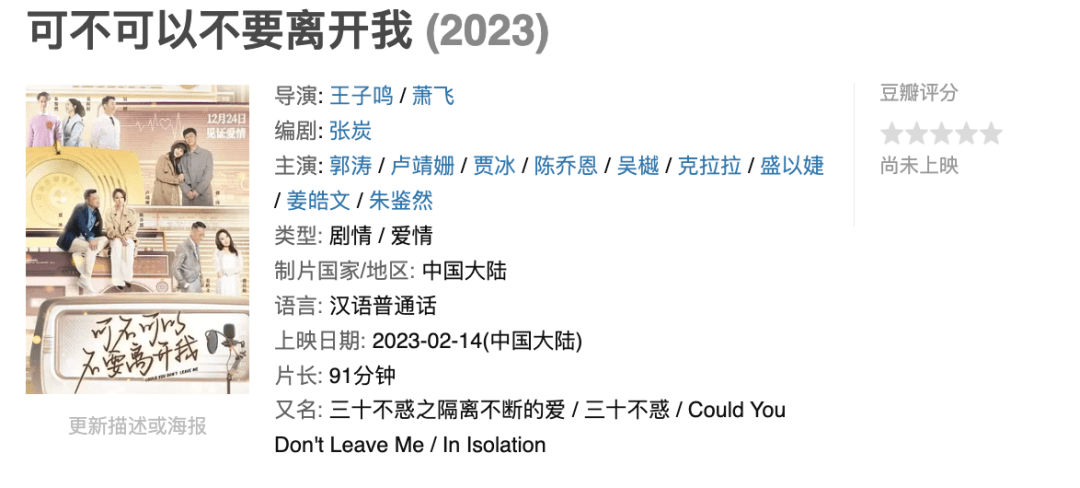 可不可以不要离开我 (2023)
12月24日
见证爱情
可不可以
不要离开我
更新描述或海报
导演: 王子鸣 / 萧飞
编剧: 张炭
主演: 郭涛 / 卢靖姗 / 贾冰 / 陈乔恩 / 吴樾 / 克拉拉 / 盛以婕
/ 姜皓文 / 朱鉴然
类型: 剧情 / 爱情
制片国家/地区: 中国大陆
语言: 汉语普通话
上映日期: 2023-02-14(中国大陆)
片长: 91分钟
又名: 三十不惑之隔离不断的爱 / 三十不惑 / Could You
Don't Leave Me / In Isolation
豆瓣评分
尚未上映